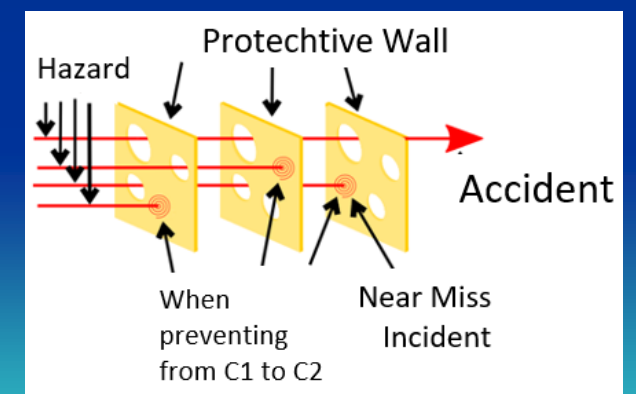 Protechtive Wall
Hazard
Accident
When
preventing
from C1 to C2
Near Miss
Incident